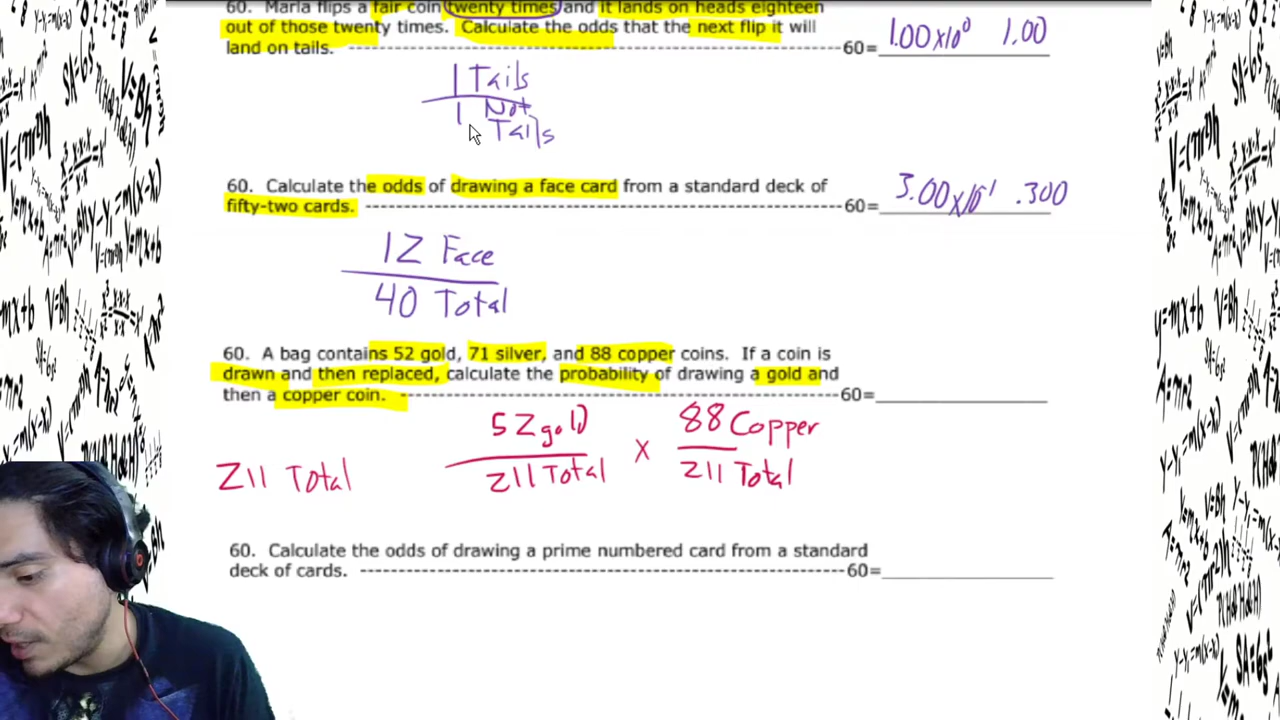 60. Marla flips a fair coin twenty times and it lands on heads eighteen
out of those twenty times. Calculate the odds that the next flip it will
land on tails. ------------------------------------------------------------60=
1.00x10⁰ 1.00
1 Tails
1 Not
Tails
60. Calculate the odds of drawing a face card from a standard deck of
fifty-two cards. ------------------------------------------------------------60=
3.00x10⁻¹ .300
12 Face
40 Total
60. A bag contains 52 gold, 71 silver, and 88 copper coins. If a coin is
drawn and then replaced, calculate the probability of drawing a gold and
then a copper coin. ------------------------------------------------------------60=
52 gold
211 Total
x
88 Copper
211 Total
211 Total
60. Calculate the odds of drawing a prime numbered card from a standard
deck of cards. ------------------------------------------------------------60=